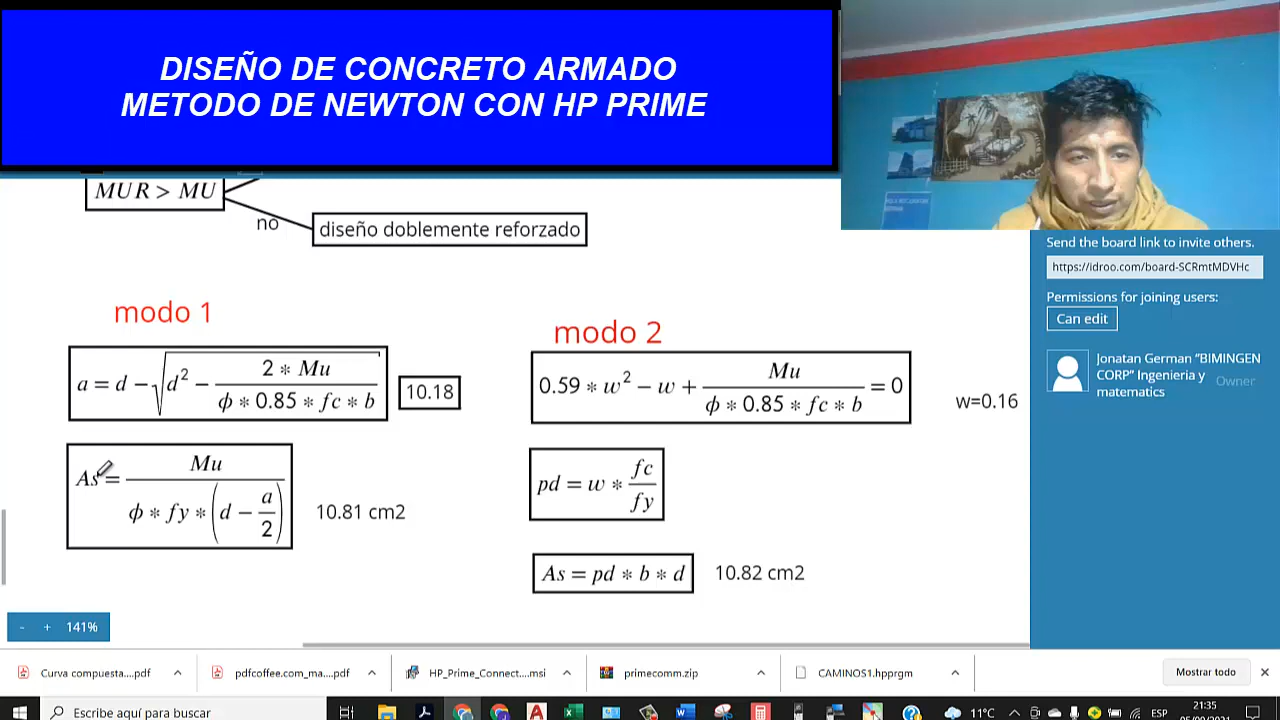 DISEÑO DE CONCRETO ARMADO
METODO DE NEWTON CON HP PRIME
MUR > MU
no
diseño doblemente reforzado
modo 1
a = d − √(d² − (2 * Mu)/(ϕ * 0.85 * fc * b))
10.18
As = Mu/(ϕ * fy * (d − a/2))
10.81 cm2
modo 2
0.59 * w² − w + Mu/(ϕ * 0.85 * fc * b) = 0
w=0.16
pd = w * fc/fy
As = pd * b * d
10.82 cm2
Send the board link to invite others.
https://idroo.com/board-SCRmtMDVHc
Permissions for joining users:
Can edit
Jonatan German “BIMINGEN
CORP” Ingenieria y
matematics
Owner
- + 141%
Curva compuesta....pdf
pdfcoffee.com_ma....pdf
HP_Prime_Connect....msi
primecomm.zip
CAMINOS1.hpprgm
Mostrar todo
Escribe aquí para buscar
11°C
ESP
21:35